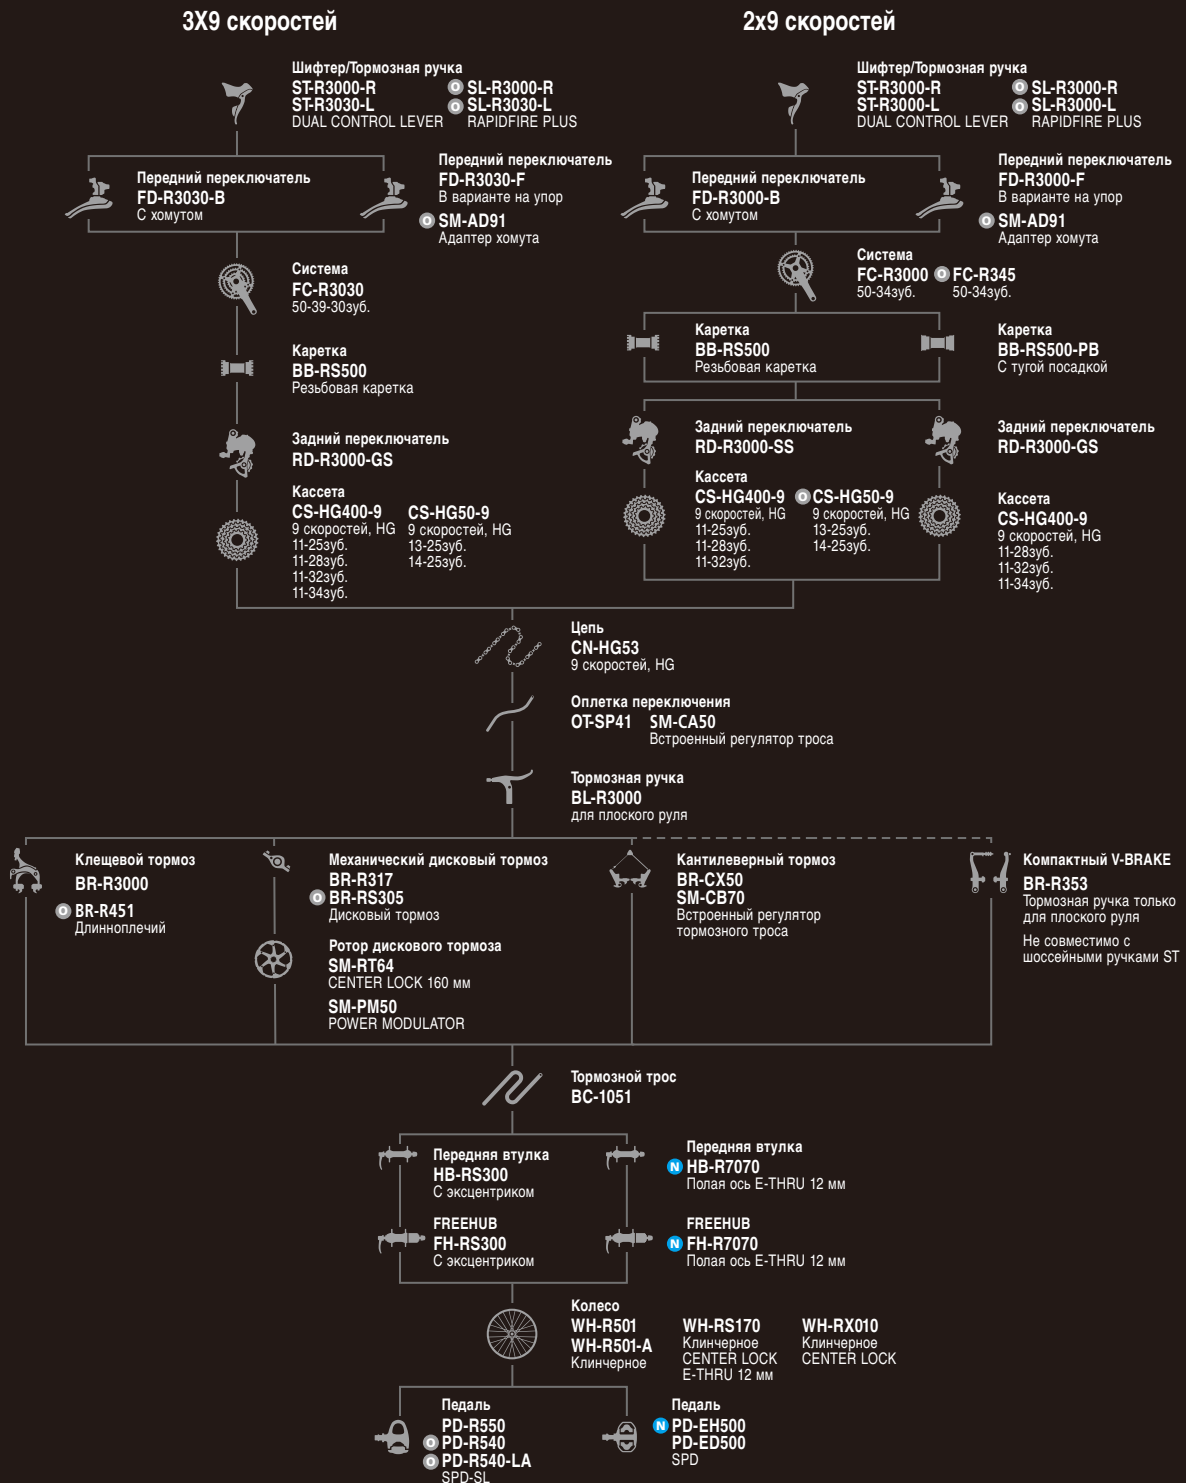 3X9 скоростей
Шифтер/Тормозная ручка
ST-R3000-R
ST-R3030-L
DUAL CONTROL LEVER
O SL-R3000-R
O SL-R3030-L
RAPIDFIRE PLUS
Передний переключатель
FD-R3030-B
С хомутом
Передний переключатель
FD-R3030-F
В варианте на упор
O SM-AD91
Адаптер хомута
Система
FC-R3030
50-39-30зуб.
Каретка
BB-RS500
Резьбовая каретка
Задний переключатель
RD-R3000-GS
Кассета
CS-HG400-9
9 скоростей, HG
11-25зуб.
11-28зуб.
11-32зуб.
11-34зуб.
CS-HG50-9
9 скоростей, HG
13-25зуб.
14-25зуб.
2x9 скоростей
Шифтер/Тормозная ручка
ST-R3000-R
ST-R3000-L
DUAL CONTROL LEVER
O SL-R3000-R
O SL-R3000-L
RAPIDFIRE PLUS
Передний переключатель
FD-R3000-B
С хомутом
Передний переключатель
FD-R3000-F
В варианте на упор
O SM-AD91
Адаптер хомута
Система
FC-R3000
50-34зуб.
O FC-R345
50-34зуб.
Каретка
BB-RS500
Резьбовая каретка
Каретка
BB-RS500-PB
С тугой посадкой
Задний переключатель
RD-R3000-SS
Задний переключатель
RD-R3000-GS
Кассета
CS-HG400-9
9 скоростей, HG
11-25зуб.
11-28зуб.
11-32зуб.
O CS-HG50-9
9 скоростей, HG
13-25зуб.
14-25зуб.
Кассета
CS-HG400-9
9 скоростей, HG
11-28зуб.
11-32зуб.
11-34зуб.
Цепь
CN-HG53
9 скоростей, HG
Оплетка переключения
OT-SP41
SM-CA50
Встроенный регулятор троса
Тормозная ручка
BL-R3000
для плоского руля
Клещевой тормоз
BR-R3000
O BR-R451
Длинноплечий
Механический дисковый тормоз
BR-R317
O BR-RS305
Дисковый тормоз
Ротор дискового тормоза
SM-RT64
CENTER LOCK 160 мм
SM-PM50
POWER MODULATOR
Кантилеверный тормоз
BR-CX50
SM-CB70
Встроенный регулятор
тормозного троса
Компактный V-BRAKE
BR-R353
Тормозная ручка только
для плоского руля
Не совместимо с
шоссейными ручками ST
Тормозной трос
BC-1051
Передняя втулка
HB-RS300
С эксцентриком
Передняя втулка
N HB-R7070
Полая ось E-THRU 12 мм
FREEHUB
FH-RS300
С эксцентриком
FREEHUB
N FH-R7070
Полая ось E-THRU 12 мм
Колесо
WH-R501
WH-R501-A
Клинчерное
WH-RS170
Клинчерное
CENTER LOCK
E-THRU 12 мм
WH-RX010
Клинчерное
CENTER LOCK
Педаль
PD-R550
O PD-R540
O PD-R540-LA
SPD-SL
Педаль
N PD-EH500
PD-ED500
SPD